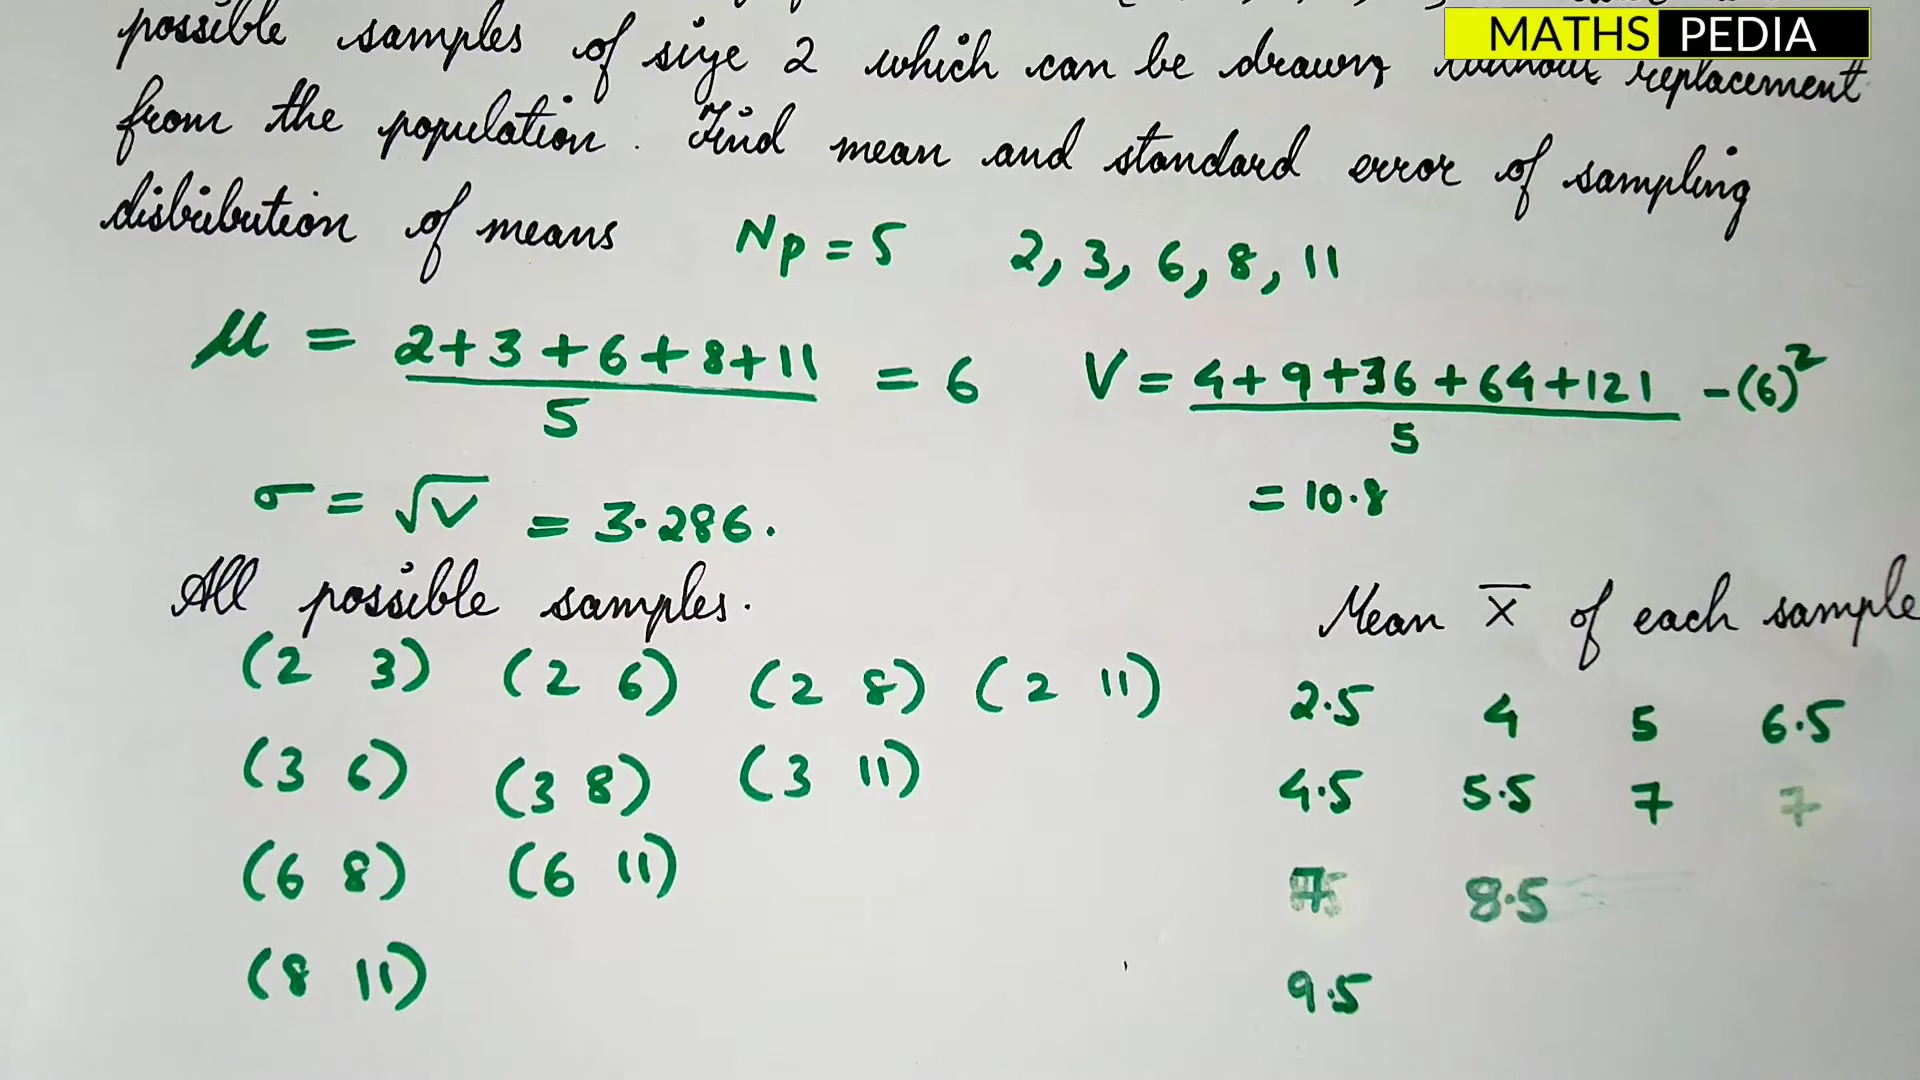 MATHS PEDIA
possible samples of size 2 which can be drawn, without replacement
from the population. Find mean and standard error of sampling
distribution of means Np = 5 2, 3, 6, 8, 11
μ = 2+3+6+8+11 / 5 = 6 V = 4+9+36+64+121 / 5 -(6)²
σ = √V = 3.286. = 10.8
All possible samples. Mean x̄ of each sample
(2 3) (2 6) (2 8) (2 11) 2.5 4 5 6.5
(3 6) (3 8) (3 11) 4.5 5.5 7 7
(6 8) (6 11) 7 8.5
(8 11) 9.5